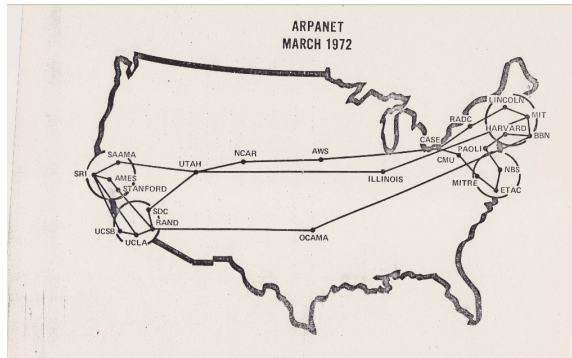 ARPANET
MARCH 1972
LINCOLN
MIT
RADC
HARVARD
BBN
CASE
AWS
PAOLI
NCAR
SAAMA
UTAH
CMU
NBS
SRI
AMES
ILLINOIS
MITRE
STANFORD
ETAC
SDC
RAND
UCSB
UCLA
OCAMA